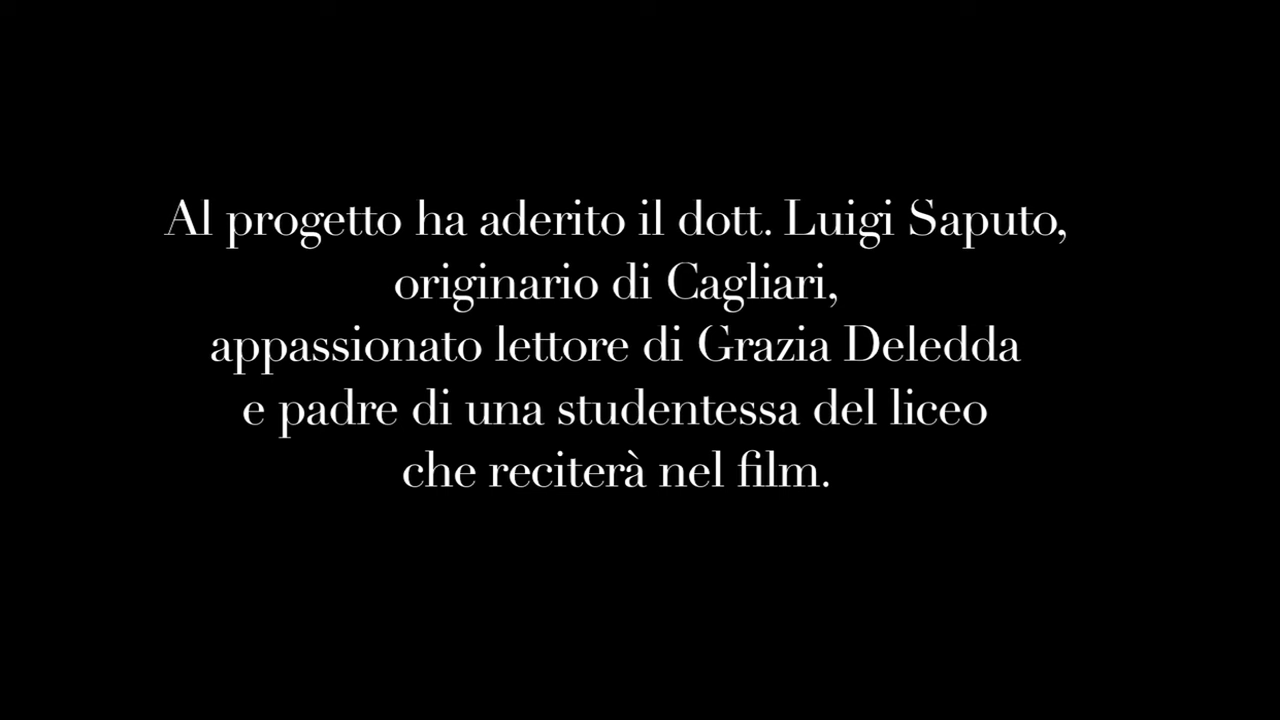 Al progetto ha aderito il dott. Luigi Saputo,
originario di Cagliari,
appassionato lettore di Grazia Deledda
e padre di una studentessa del liceo
che reciterà nel film.